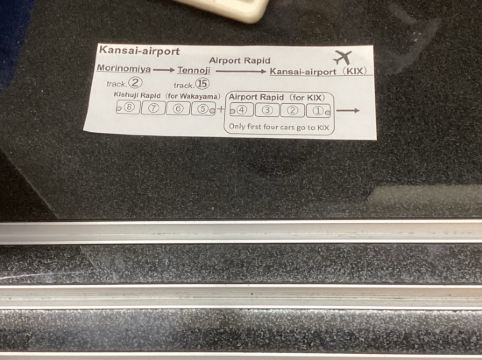 Kansai-airport
Airport Rapid
Morinomiya → Tennoji → Kansai-airport (KIX)
track.② track.⑮
Kishuji Rapid (for Wakayama) Airport Rapid (for KIX)
⑧ ⑦ ⑥ ⑤ + ④ ③ ② ① →
Only first four cars go to KIX